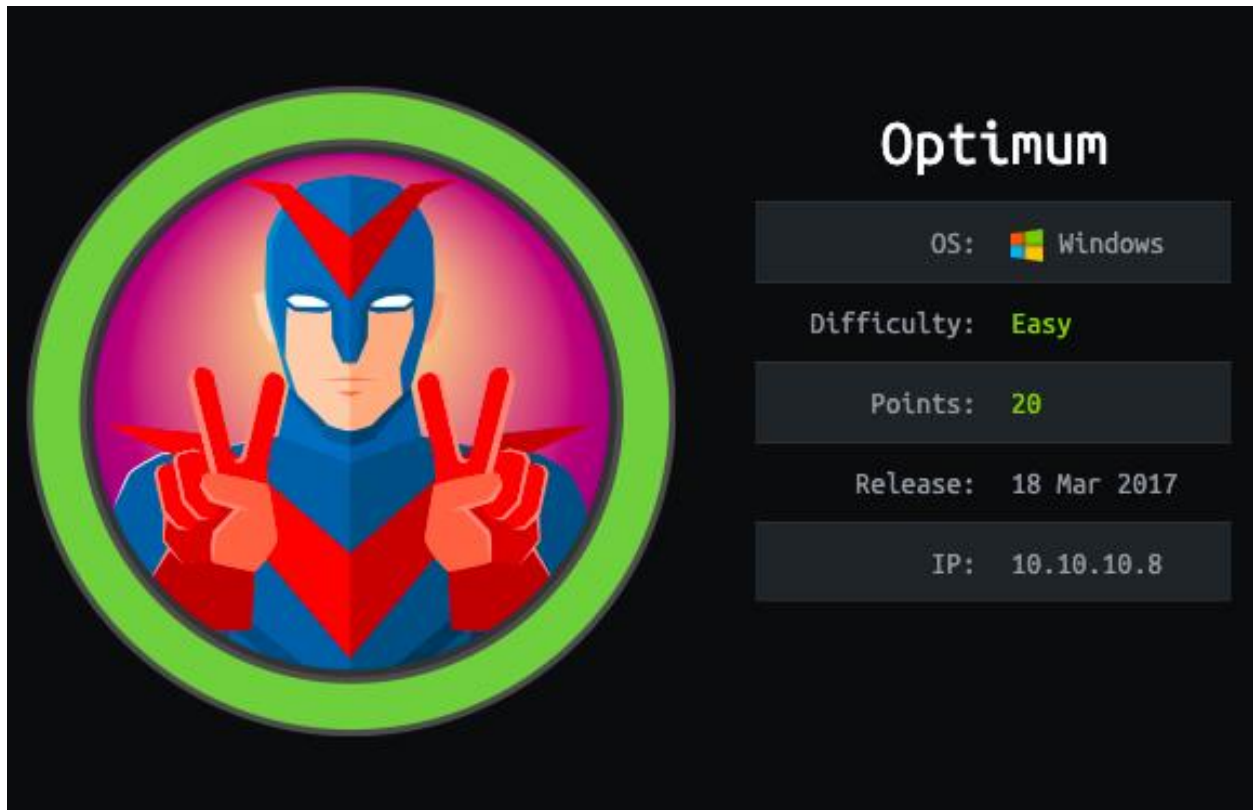 Optimum
OS: Windows
Difficulty: Easy
Points: 20
Release: 18 Mar 2017
IP: 10.10.10.8